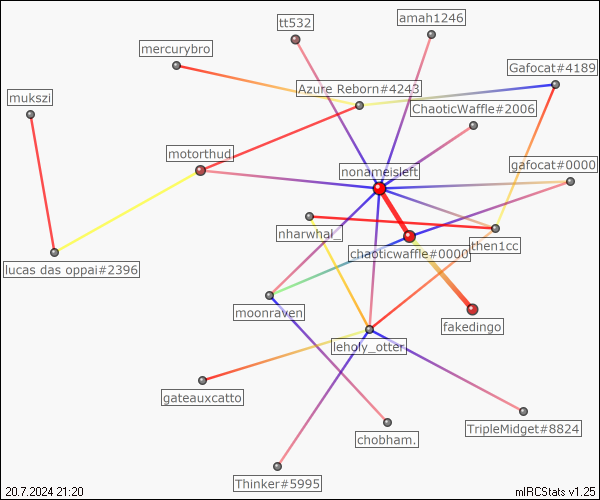 tt532
amah1246
mercurybro
Gafocat#4189
Azure Reborn#4243
mukszi
ChaoticWaffle#2006
motorthud
gafocat#0000
nonameisleft
nharwhal_
then1cc
chaoticwaffle#0000
lucas das oppai#2396
moonraven
fakedingo
leholy_otter
gateauxcatto
TripleMidget#8824
chobham.
Thinker#5995
20.7.2024 21:20
mIRCStats v1.25